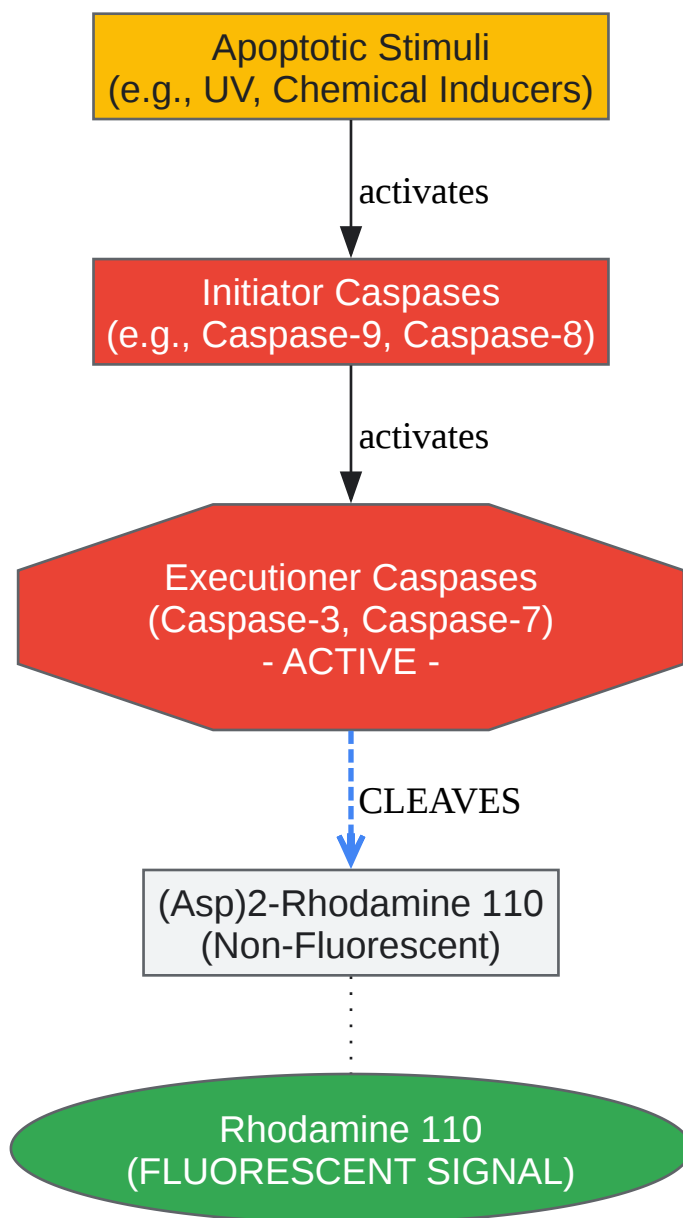 Apoptotic Stimuli
(e.g., UV, Chemical Inducers)
activates
Initiator Caspases
(e.g., Caspase-9, Caspase-8)
activates
Executioner Caspases
(Caspase-3, Caspase-7)
- ACTIVE -
CLEAVES
(Asp)2-Rhodamine 110
(Non-Fluorescent)
Rhodamine 110
(FLUORESCENT SIGNAL)